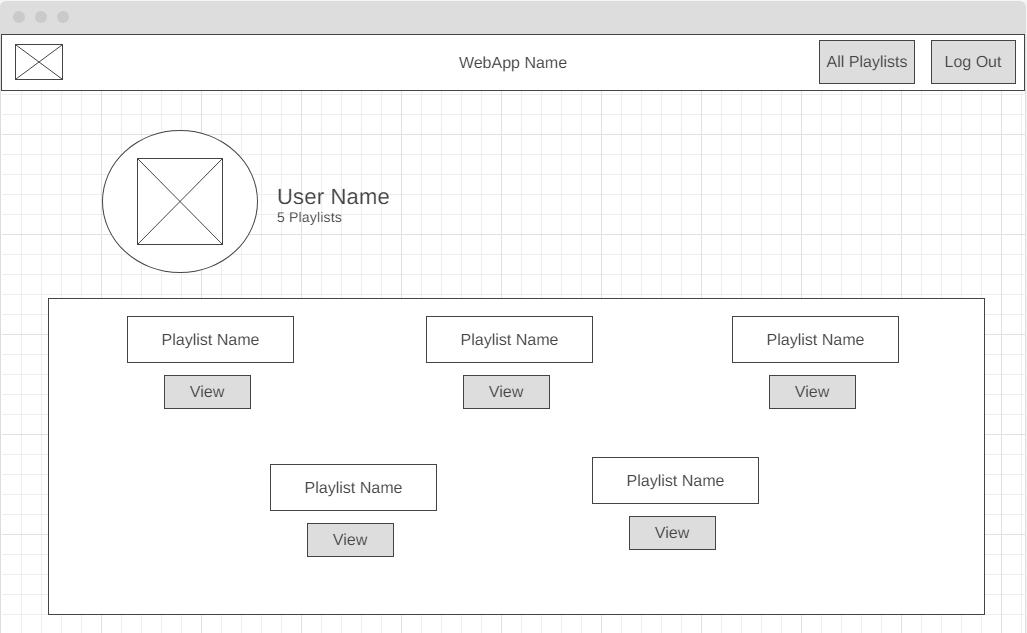 WebApp Name
All Playlists
Log Out
User Name
5 Playlists
Playlist Name
Playlist Name
Playlist Name
View
View
View
Playlist Name
Playlist Name
View
View